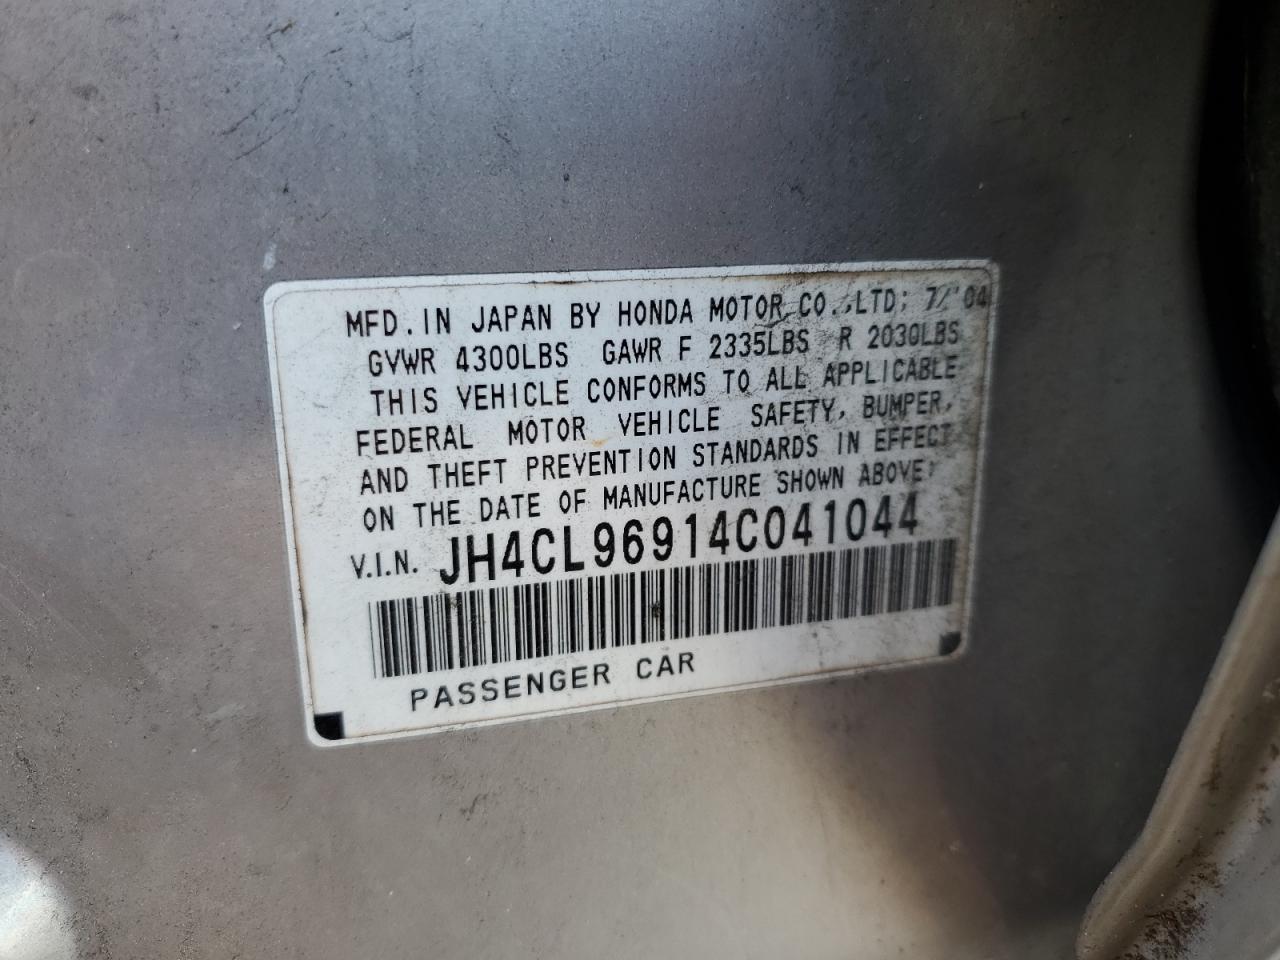 MFD. IN JAPAN BY HONDA MOTOR CO., LTD; 7/'04
GVWR 4300LBS GAWR F 2335LBS R 2030LBS
THIS VEHICLE CONFORMS TO ALL APPLICABLE
FEDERAL MOTOR VEHICLE SAFETY, BUMPER,
AND THEFT PREVENTION STANDARDS IN EFFECT
ON THE DATE OF MANUFACTURE SHOWN ABOVE.
V.I.N. JH4CL96914C041044
PASSENGER CAR